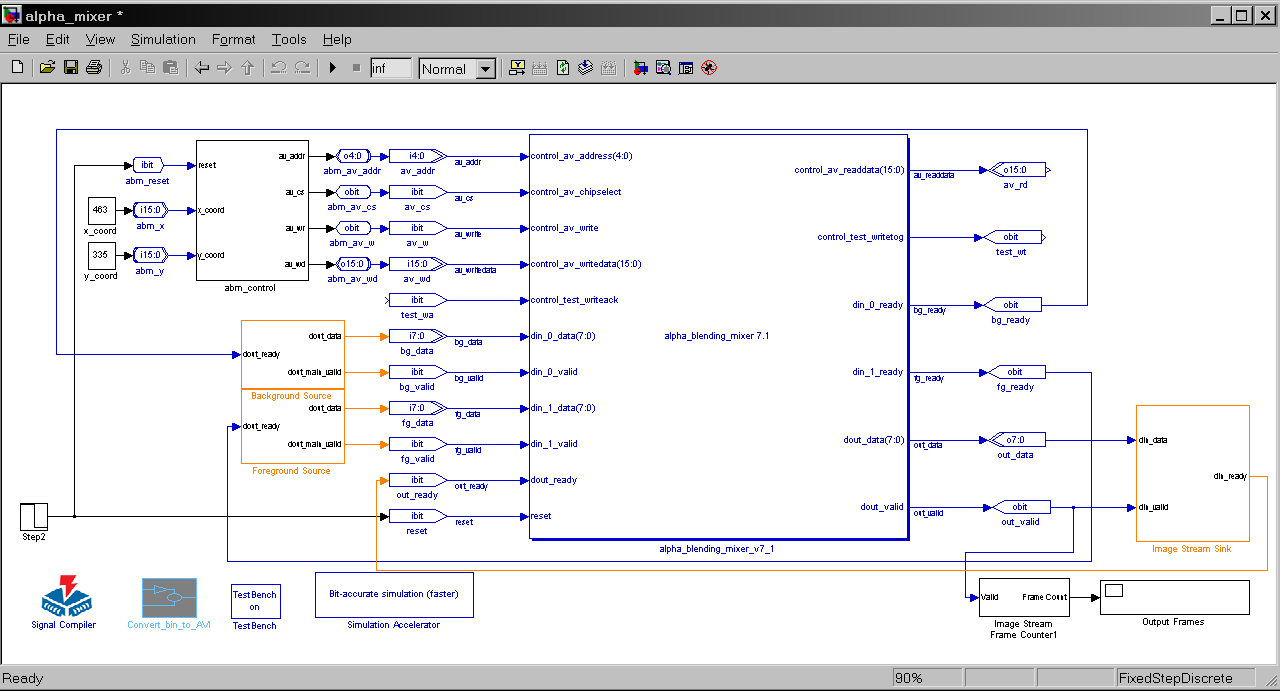 alpha_mixer *
File Edit View Simulation Format Tools Help
inf Normal
ibit
abm_reset
463
x_coord
i15:0
abm_x
335
y_coord
i15:0
abm_y
reset
x_coord
y_coord
au_addr
au_cs
au_wr
au_wd
abm_control
o4:0
abm_av_addr
obit
abm_av_cs
obit
abm_av_w
o15:0
abm_av_wd
i4:0
av_addr
ibit
av_cs
ibit
av_w
i15:0
av_wd
ibit
test_wa
i7:0
bg_data
ibit
bg_valid
i7:0
fg_data
ibit
fg_valid
ibit
out_ready
ibit
reset
au_addr
au_cs
au_write
au_writedata
bg_data
bg_valid
fg_data
fg_valid
out_ready
reset
dout_ready
dout_data
dout_main_valid
Background Source
dout_data
dout_ready
dout_main_valid
Foreground Source
control_av_address(4:0)
control_av_chipselect
control_av_write
control_av_writedata(15:0)
control_test_writeack
din_0_data(7:0)
din_0_valid
din_1_data(7:0)
din_1_valid
dout_ready
reset
alpha_blending_mixer 7.1
control_av_readdata(15:0)
control_test_writetog
din_0_ready
din_1_ready
dout_data(7:0)
dout_valid
alpha_blending_mixer_v7_1
au_readdata
bg_ready
fg_ready
out_data
out_valid
o15:0
av_rd
obit
test_wt
obit
bg_ready
obit
fg_ready
o7:0
out_data
obit
out_valid
din_data
din_ready
din_valid
Image Stream Sink
Step2
Signal Compiler
Convert_bin_to_AVI
TestBench
on
TestBench
Bit-accurate simulation (faster)
Simulation Accelerator
Valid
Frame Count
Image Stream
Frame Counter1
Output Frames
Ready 90% FixedStepDiscrete